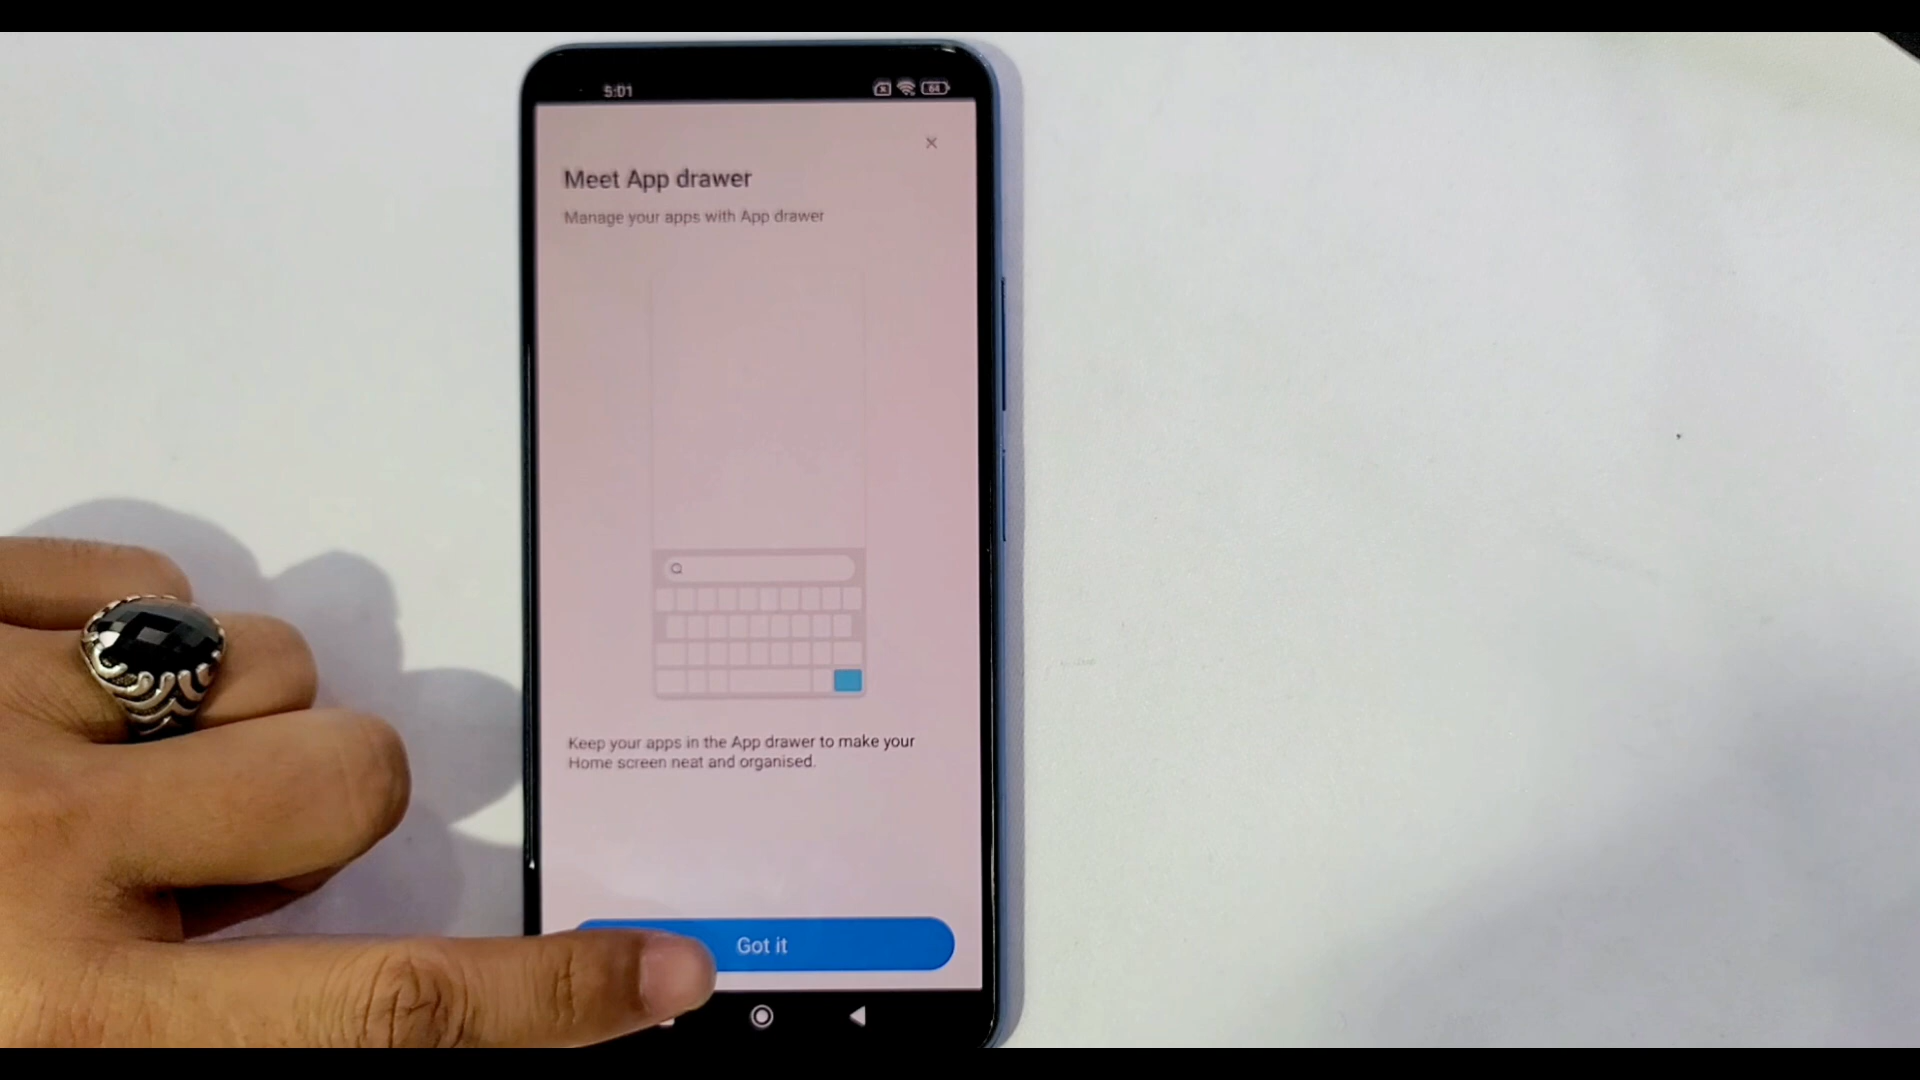 5:01
64
Meet App drawer
Manage your apps with App drawer
Keep your apps in the App drawer to make your
Home screen neat and organised.
Got it